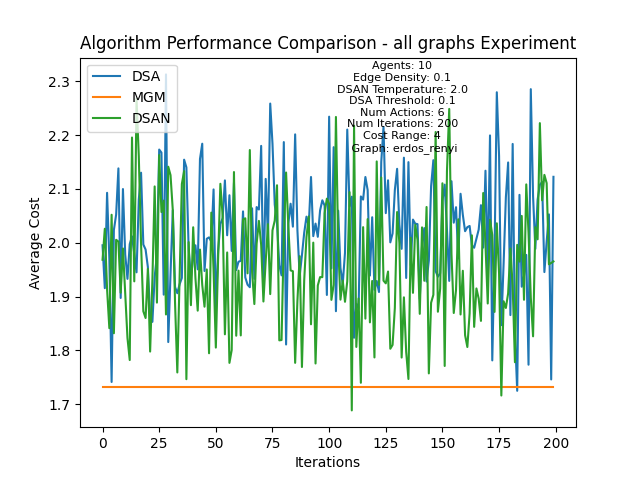 Algorithm Performance Comparison - all graphs Experiment
DSA
MGM
DSAN
Agents: 10
Edge Density: 0.1
DSAN Temperature: 2.0
DSA Threshold: 0.1
Num Actions: 6
Num Iterations: 200
Cost Range: 4
Graph: erdos_renyi
Average Cost
2.3
2.2
2.1
2.0
1.9
1.8
1.7
0 25 50 75 100 125 150 175 200
Iterations